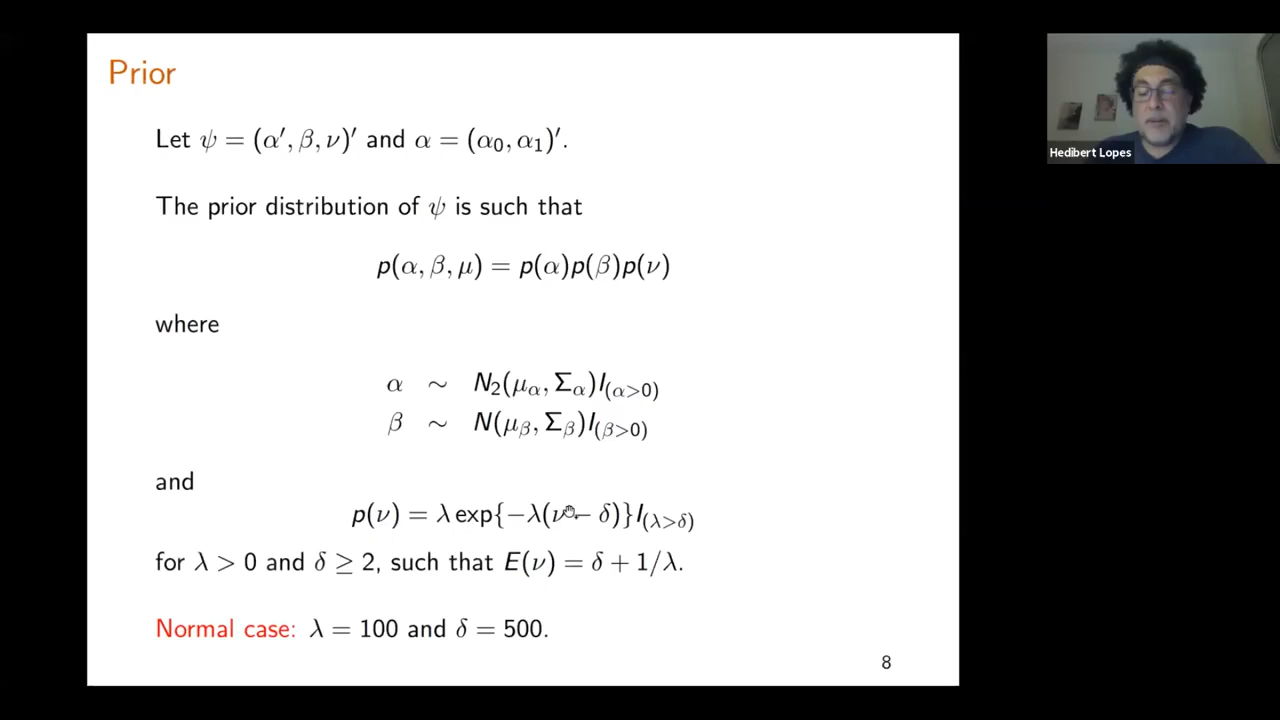 Prior
Let ψ = (α′, β, ν)′ and α = (α₀, α₁)′.
The prior distribution of ψ is such that
p(α, β, μ) = p(α)p(β)p(ν)
where
α ∼ N₂(μ_α, Σ_α)I_(α>0)
β ∼ N(μ_β, Σ_β)I_(β>0)
and
p(ν) = λ exp{−λ(ν − δ)}I_(λ>δ)
for λ > 0 and δ ≥ 2, such that E(ν) = δ + 1/λ.
Normal case: λ = 100 and δ = 500.
8
Hedibert Lopes